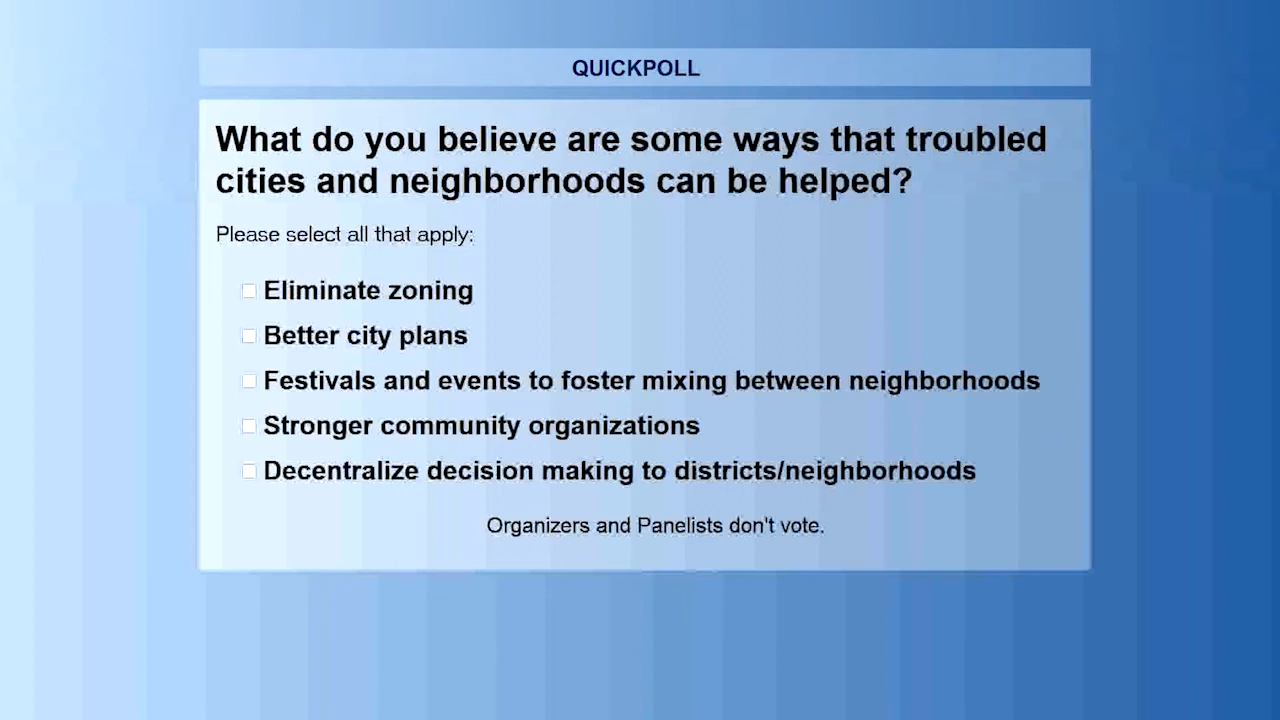 QUICKPOLL
What do you believe are some ways that troubled
cities and neighborhoods can be helped?
Please select all that apply:
Eliminate zoning
Better city plans
Festivals and events to foster mixing between neighborhoods
Stronger community organizations
Decentralize decision making to districts/neighborhoods
Organizers and Panelists don't vote.